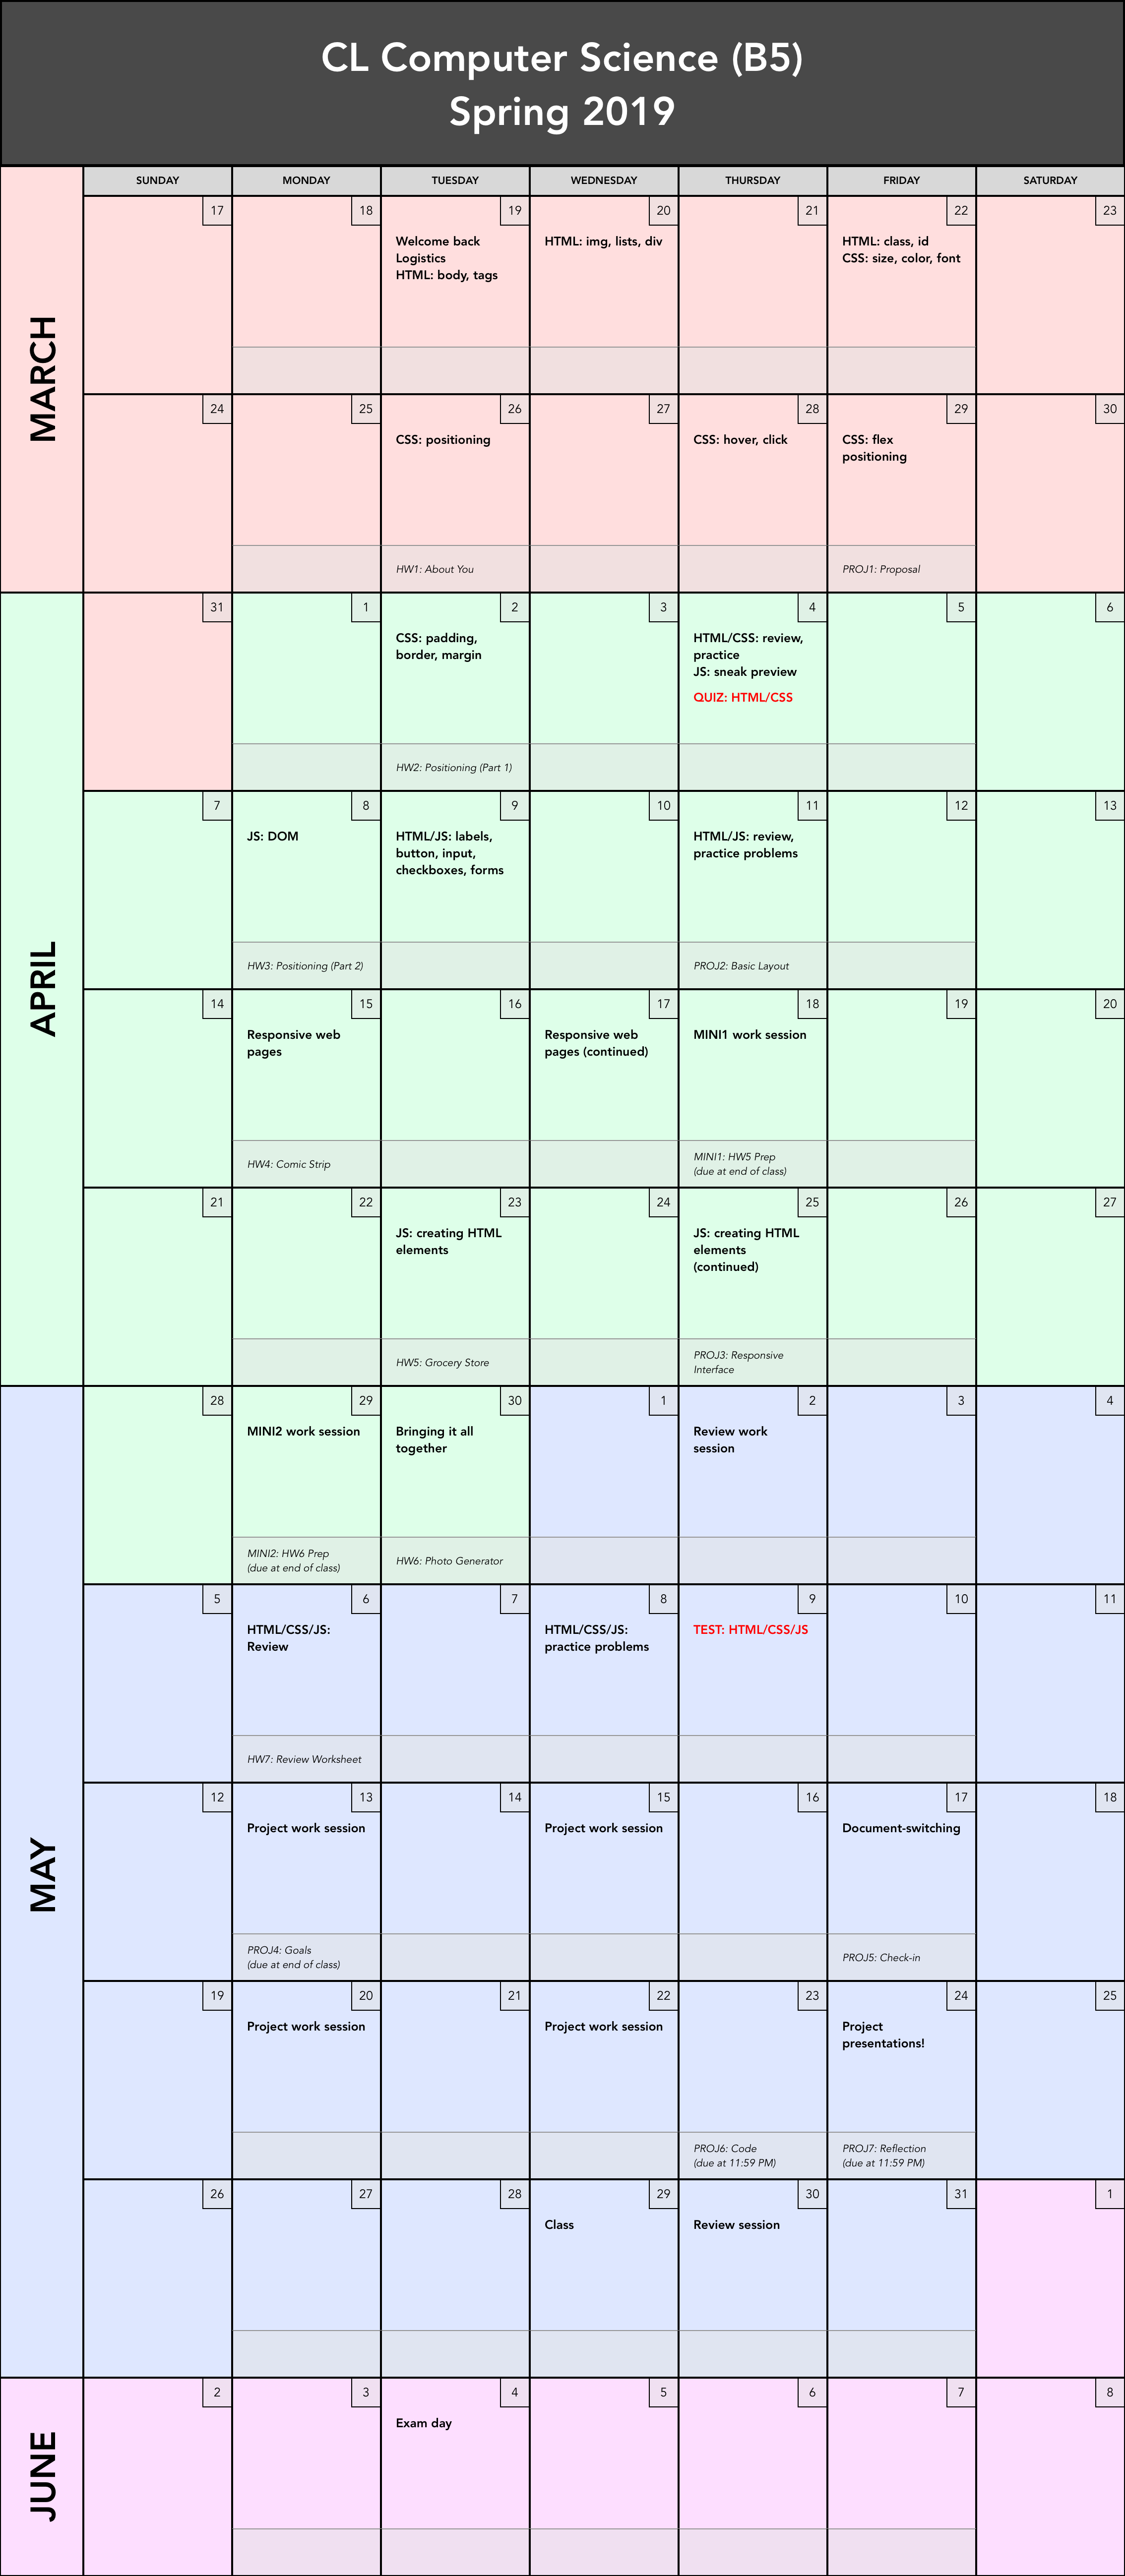 CL Computer Science (B5)
Spring 2019
SUNDAY
MONDAY
TUESDAY
WEDNESDAY
THURSDAY
FRIDAY
SATURDAY
MARCH
17
18
19
Welcome back
Logistics
HTML: body, tags
20
HTML: img, lists, div
21
22
HTML: class, id
CSS: size, color, font
23
24
25
26
CSS: positioning
HW1: About You
27
28
CSS: hover, click
29
CSS: flex
positioning
PROJ1: Proposal
30
APRIL
31
1
2
CSS: padding,
border, margin
HW2: Positioning (Part 1)
3
4
HTML/CSS: review,
practice
JS: sneak preview
QUIZ: HTML/CSS
5
6
7
8
JS: DOM
HW3: Positioning (Part 2)
9
HTML/JS: labels,
button, input,
checkboxes, forms
10
11
HTML/JS: review,
practice problems
PROJ2: Basic Layout
12
13
14
15
Responsive web
pages
HW4: Comic Strip
16
17
Responsive web
pages (continued)
18
MINI1 work session
MINI1: HW5 Prep
(due at end of class)
19
20
21
22
23
JS: creating HTML
elements
HW5: Grocery Store
24
25
JS: creating HTML
elements
(continued)
PROJ3: Responsive
Interface
26
27
MAY
28
29
MINI2 work session
MINI2: HW6 Prep
(due at end of class)
30
Bringing it all
together
HW6: Photo Generator
1
2
Review work
session
3
4
5
6
HTML/CSS/JS:
Review
HW7: Review Worksheet
7
8
HTML/CSS/JS:
practice problems
9
TEST: HTML/CSS/JS
10
11
12
13
Project work session
PROJ4: Goals
(due at end of class)
14
15
Project work session
16
17
Document-switching
PROJ5: Check-in
18
19
20
Project work session
21
22
Project work session
23
PROJ6: Code
(due at 11:59 PM)
24
Project
presentations!
PROJ7: Reflection
(due at 11:59 PM)
25
26
27
28
29
Class
30
Review session
31
1
JUNE
2
3
4
Exam day
5
6
7
8